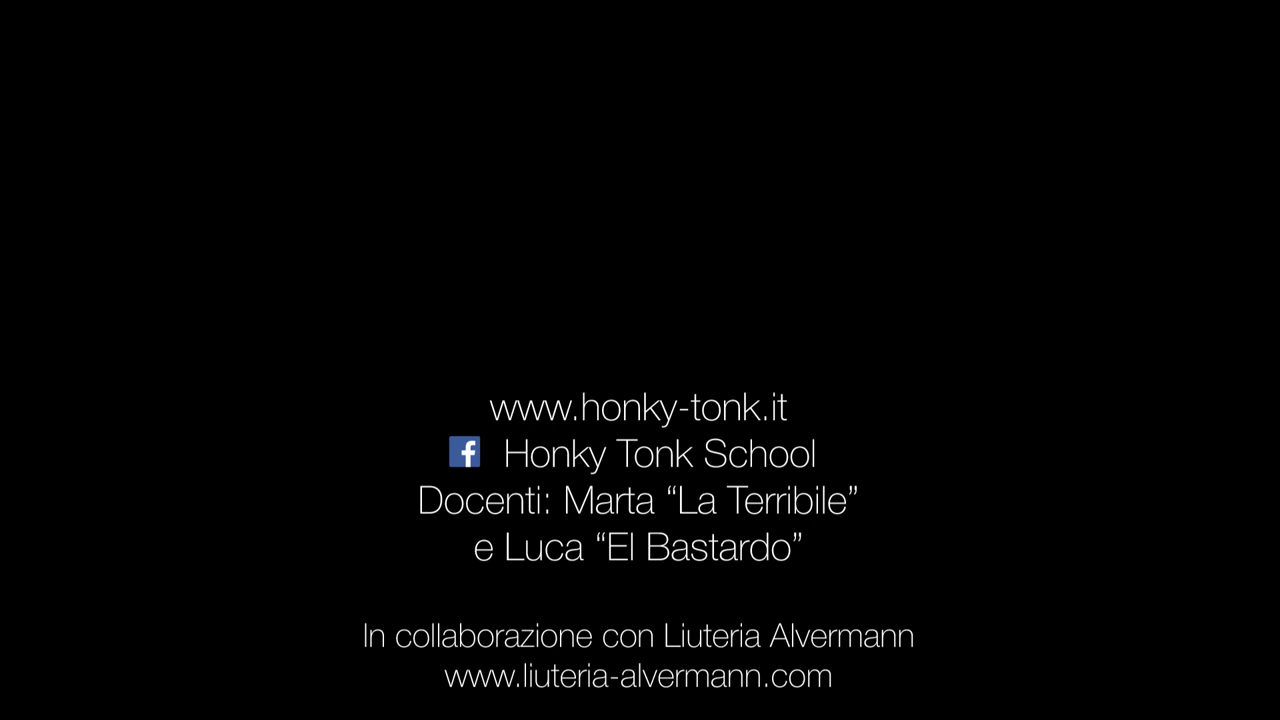 www.honky-tonk.it
Honky Tonk School
Docenti: Marta “La Terribile”
e Luca “El Bastardo”
In collaborazione con Liuteria Alvermann
www.liuteria-alvermann.com